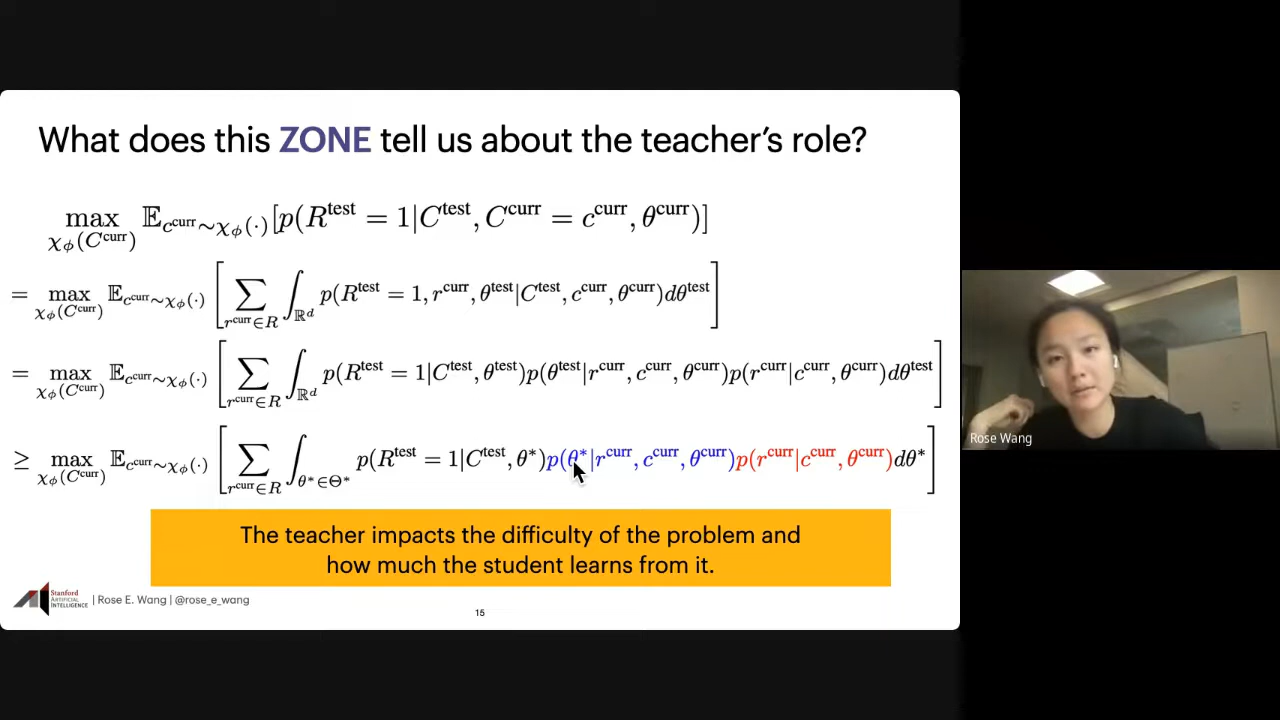 What does this ZONE tell us about the teacher's role?
max_{χ_ϕ(C^{curr})} 𝔼_{c^{curr}∼χ_ϕ(·)}[p(R^{test} = 1|C^{test}, C^{curr} = c^{curr}, θ^{curr})]
= max_{χ_ϕ(C^{curr})} 𝔼_{c^{curr}∼χ_ϕ(·)} [∑_{r^{curr}∈R} ∫_{ℝ^d} p(R^{test} = 1, r^{curr}, θ^{test}|C^{test}, c^{curr}, θ^{curr})dθ^{test}]
= max_{χ_ϕ(C^{curr})} 𝔼_{c^{curr}∼χ_ϕ(·)} [∑_{r^{curr}∈R} ∫_{ℝ^d} p(R^{test} = 1|C^{test}, θ^{test})p(θ^{test}|r^{curr}, c^{curr}, θ^{curr})p(r^{curr}|c^{curr}, θ^{curr})dθ^{test}]
≥ max_{χ_ϕ(C^{curr})} 𝔼_{c^{curr}∼χ_ϕ(·)} [∑_{r^{curr}∈R} ∫_{θ*∈Θ*} p(R^{test} = 1|C^{test}, θ*)p(θ*|r^{curr}, c^{curr}, θ^{curr})p(r^{curr}|c^{curr}, θ^{curr})dθ*]
The teacher impacts the difficulty of the problem and
how much the student learns from it.
Stanford
ARTIFICIAL
INTELLIGENCE
| Rose E. Wang | @rose_e_wang
15
Rose Wang